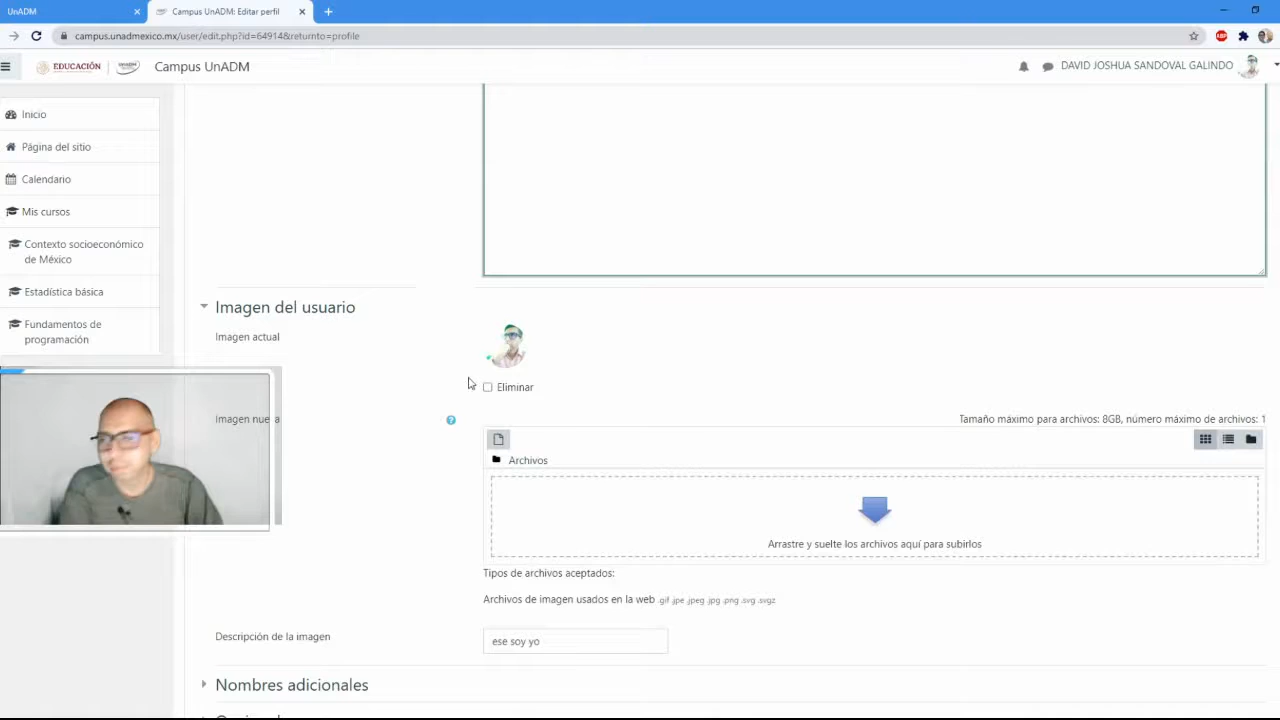 UnADM
Campus UnADM: Editar perfil
campus.unadmexico.mx/user/edit.php?id=64914&returnto=profile
ABP
EDUCACIÓN
Campus UnADM
DAVID JOSHUA SANDOVAL GALINDO
Inicio
Página del sitio
Calendario
Mis cursos
Contexto socioeconómico
de México
Estadística básica
Fundamentos de
programación
Imagen del usuario
Imagen actual
Eliminar
Imagen nueva
Tamaño máximo para archivos: 8GB, número máximo de archivos: 1
Archivos
Arrastre y suelte los archivos aquí para subirlos
Tipos de archivos aceptados:
Archivos de imagen usados en la web .gif .jpe .jpeg .jpg .png .svg .svgz
Descripción de la imagen
ese soy yo
Nombres adicionales